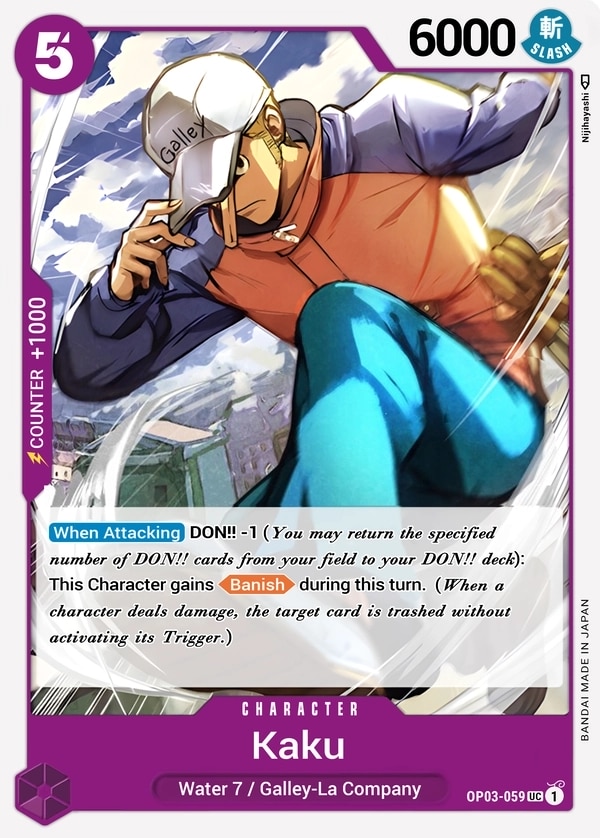 5
6000
斬
SLASH
Nijihayashi
Galley
COUNTER +1000
When Attacking DON!! -1 (You may return the specified
number of DON!! cards from your field to your DON!! deck):
This Character gains Banish during this turn. (When a
character deals damage, the target card is trashed without
activating its Trigger.)
BANDAI MADE IN JAPAN
CHARACTER
Kaku
Water 7 / Galley-La Company
OP03-059 UC 1